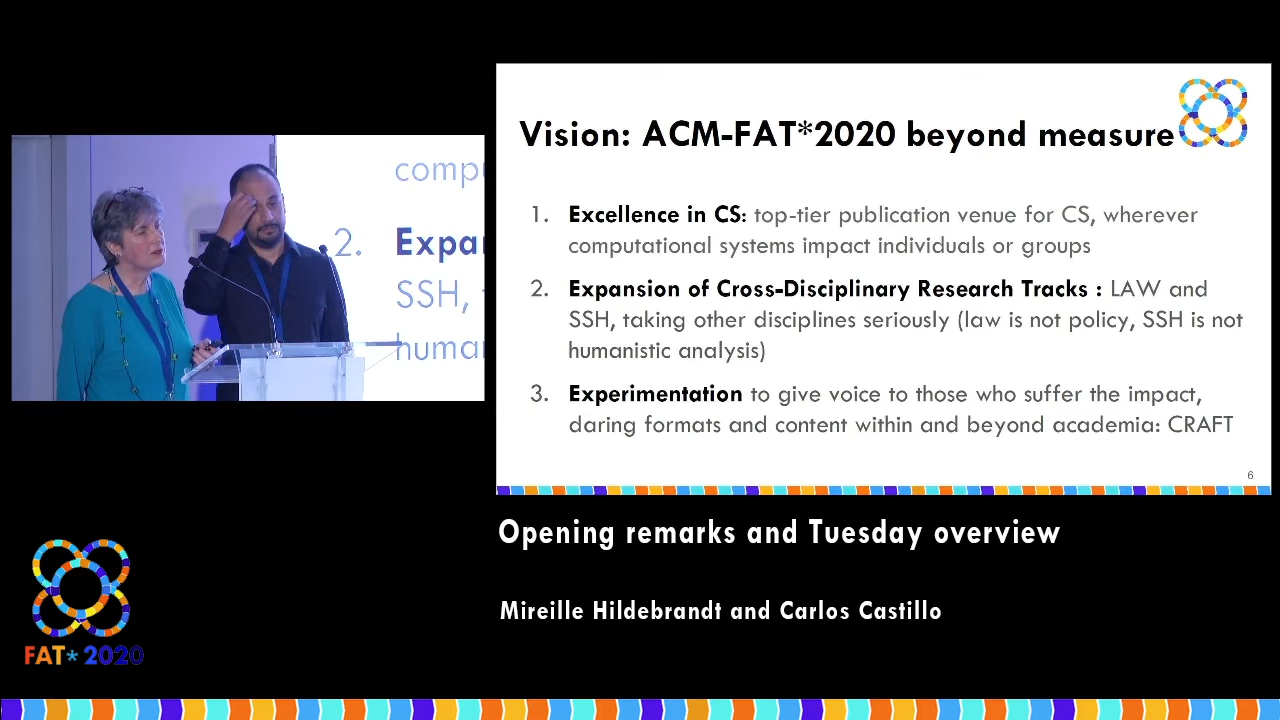 compu
2. Expan
SSH, t
human
Vision: ACM-FAT*2020 beyond measure
1. Excellence in CS: top-tier publication venue for CS, wherever
computational systems impact individuals or groups
2. Expansion of Cross-Disciplinary Research Tracks : LAW and
SSH, taking other disciplines seriously (law is not policy, SSH is not
humanistic analysis)
3. Experimentation to give voice to those who suffer the impact,
daring formats and content within and beyond academia: CRAFT
6
Opening remarks and Tuesday overview
Mireille Hildebrandt and Carlos Castillo
FAT* 2020